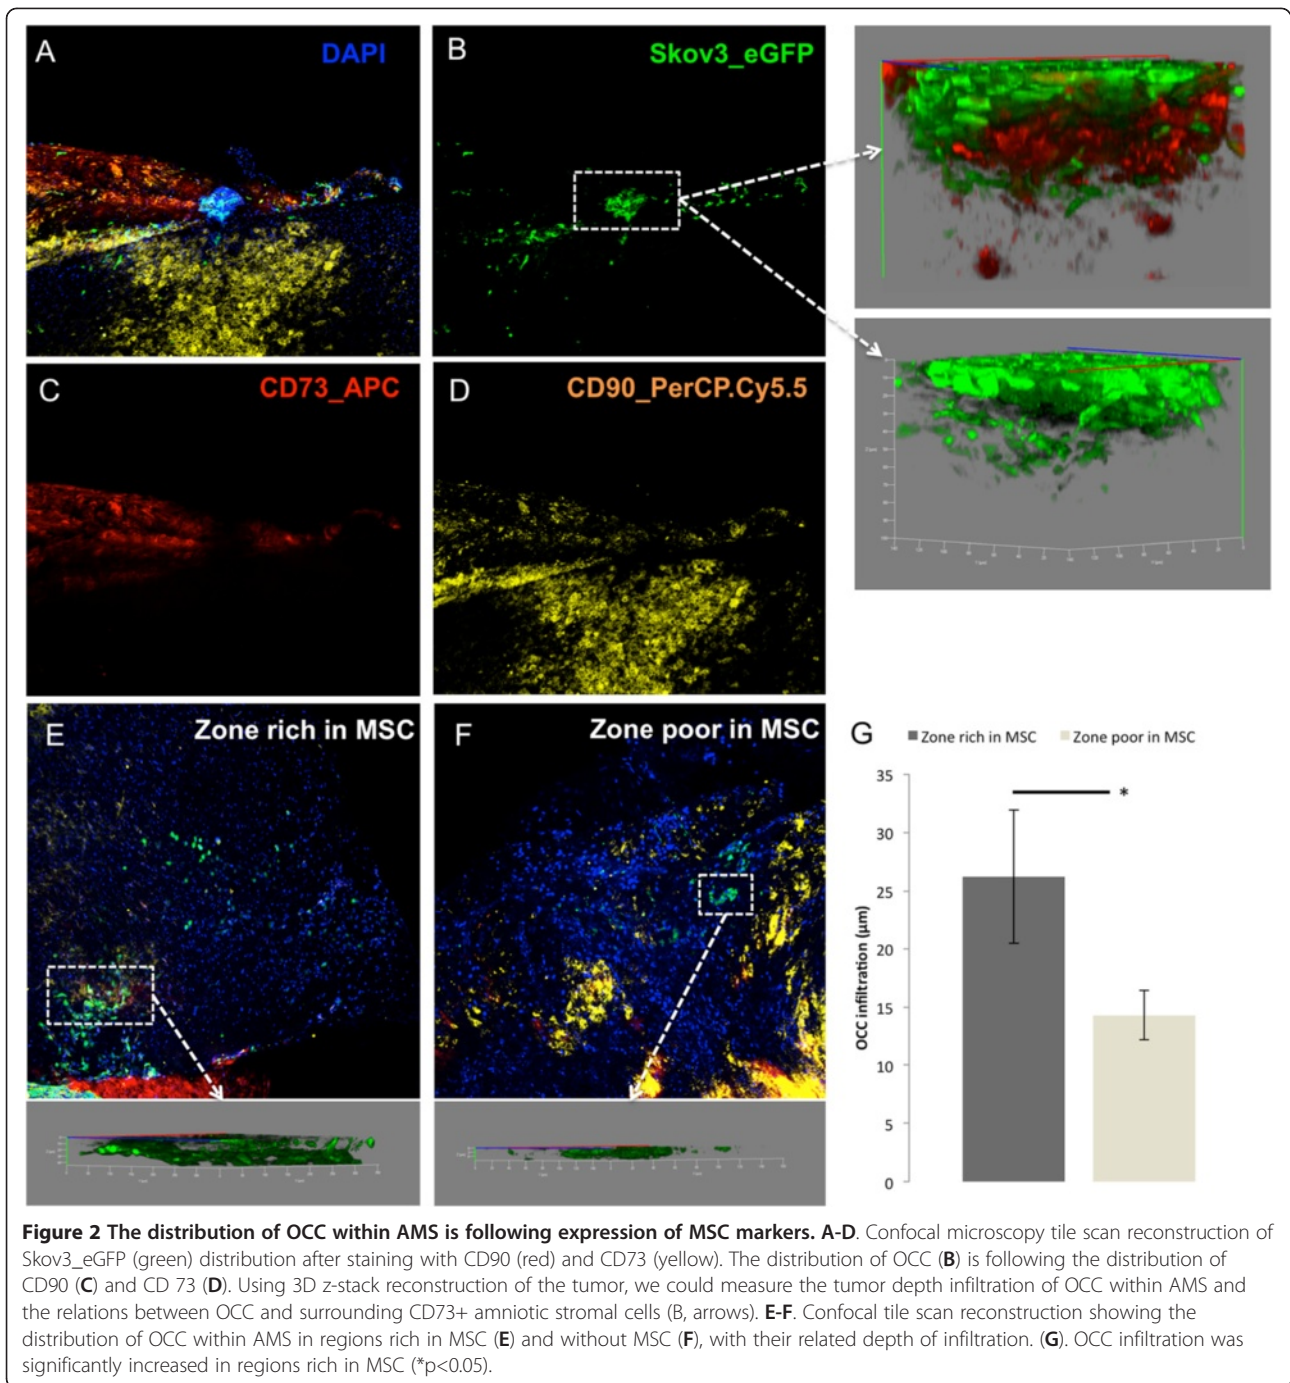 A
DAPI
B
Skov3_eGFP
C
CD73_APC
D
CD90_PerCP.Cy5.5
E
Zone rich in MSC
F
Zone poor in MSC
G
Zone rich in MSC
Zone poor in MSC
*
35
30
25
20
15
10
5
0
OCC infiltration (µm)
Figure 2 The distribution of OCC within AMS is following expression of MSC markers. A-D. Confocal microscopy tile scan reconstruction of
Skov3_eGFP (green) distribution after staining with CD90 (red) and CD73 (yellow). The distribution of OCC (B) is following the distribution of
CD90 (C) and CD 73 (D). Using 3D z-stack reconstruction of the tumor, we could measure the tumor depth infiltration of OCC within AMS and
the relations between OCC and surrounding CD73+ amniotic stromal cells (B, arrows). E-F. Confocal tile scan reconstruction showing the
distribution of OCC within AMS in regions rich in MSC (E) and without MSC (F), with their related depth of infiltration. (G). OCC infiltration was
significantly increased in regions rich in MSC (*p<0.05).